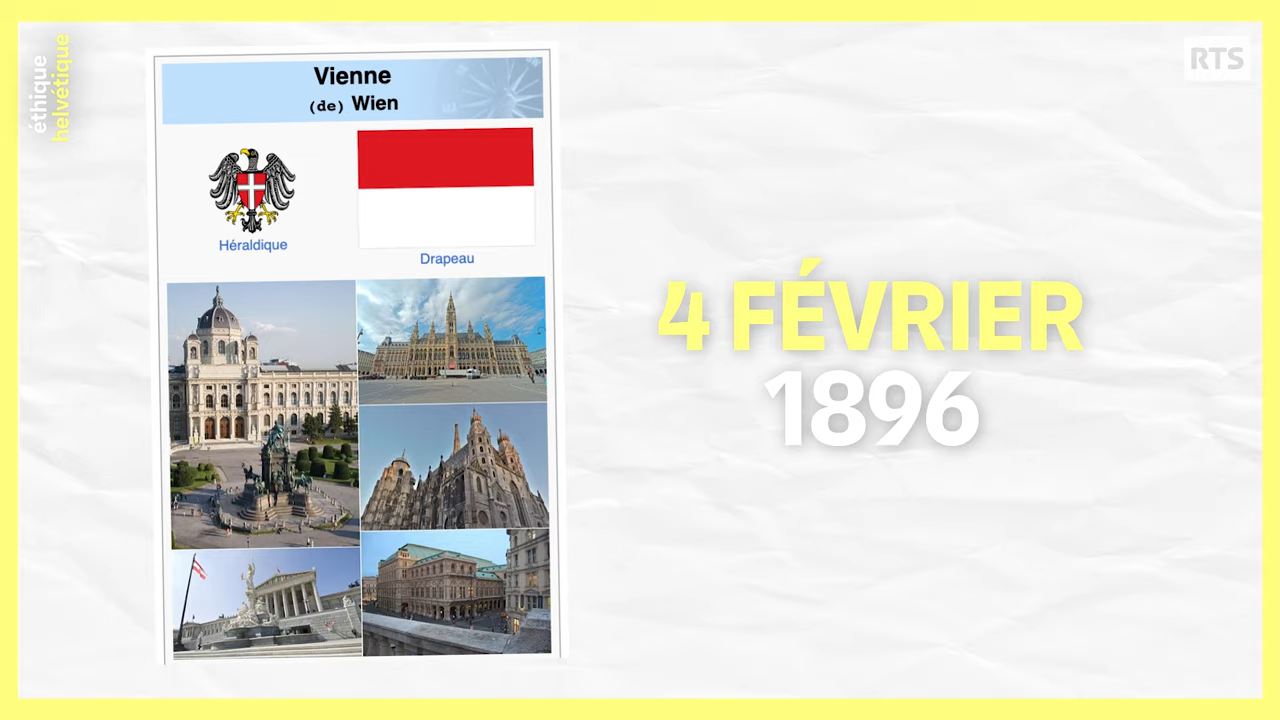 éthique
helvétique
RTS
Vienne
(de) Wien
Héraldique
Drapeau
4 FÉVRIER
1896